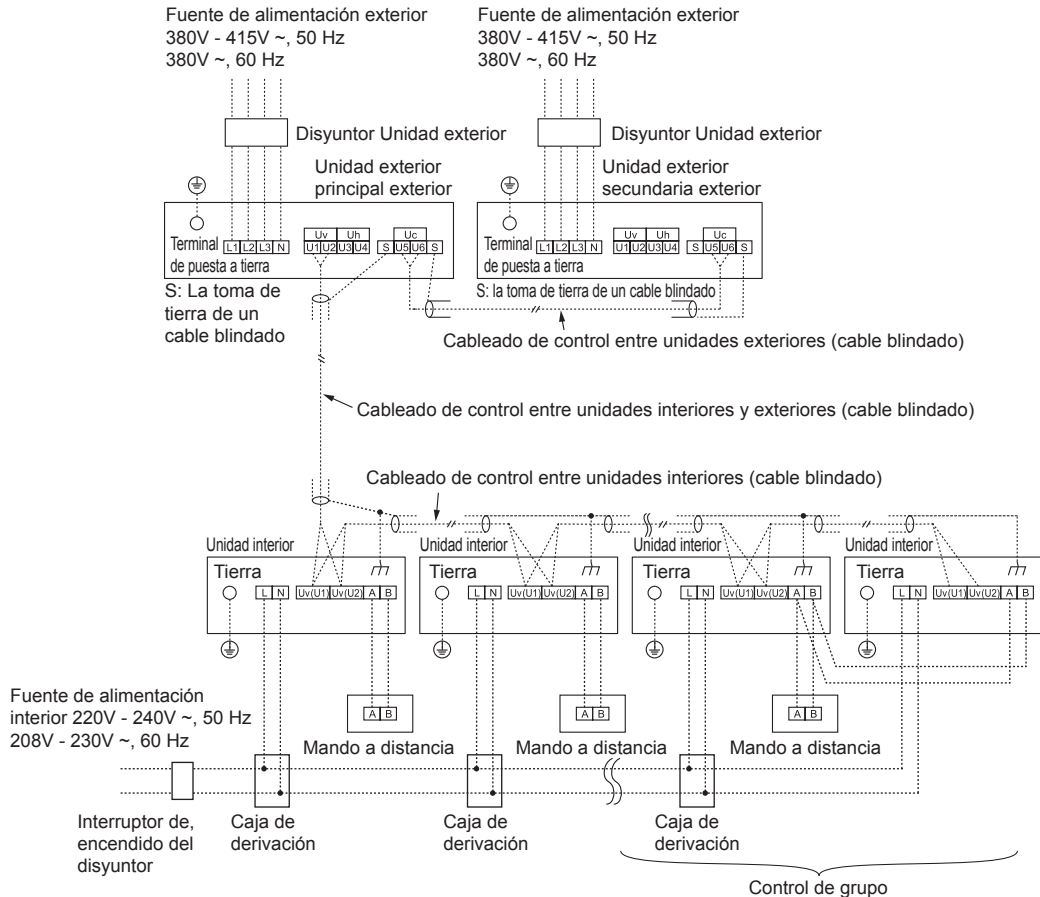 Fuente de alimentación exterior
380V - 415V ~, 50 Hz
380V ~, 60 Hz
Fuente de alimentación exterior
380V - 415V ~, 50 Hz
380V ~, 60 Hz
Disyuntor Unidad exterior
Disyuntor Unidad exterior
Unidad exterior
principal exterior
Unidad exterior
secundaria exterior
Terminal
de puesta a tierra
L1 L2 L3 N
Uv Uh
U1 U2 U3 U4
Uc
S U5 U6 S
Terminal
de puesta a tierra
L1 L2 L3 N
Uv Uh
U1 U2 U3 U4
Uc
S U5 U6 S
S: La toma de
tierra de un
cable blindado
S: la toma de tierra de un cable blindado
Cableado de control entre unidades exteriores (cable blindado)
Cableado de control entre unidades interiores y exteriores (cable blindado)
Cableado de control entre unidades interiores (cable blindado)
Unidad interior
Unidad interior
Unidad interior
Unidad interior
Tierra
L N Uv(U1) Uv(U2) A B
Tierra
L N Uv(U1) Uv(U2) A B
Tierra
L N Uv(U1) Uv(U2) A B
Tierra
L N Uv(U1) Uv(U2) A B
Fuente de alimentación
interior 220V - 240V ~, 50 Hz
208V - 230V ~, 60 Hz
A B
Mando a distancia
A B
Mando a distancia
A B
Mando a distancia
Interruptor de,
encendido del
disyuntor
Caja de
derivación
Caja de
derivación
Caja de
derivación
Control de grupo